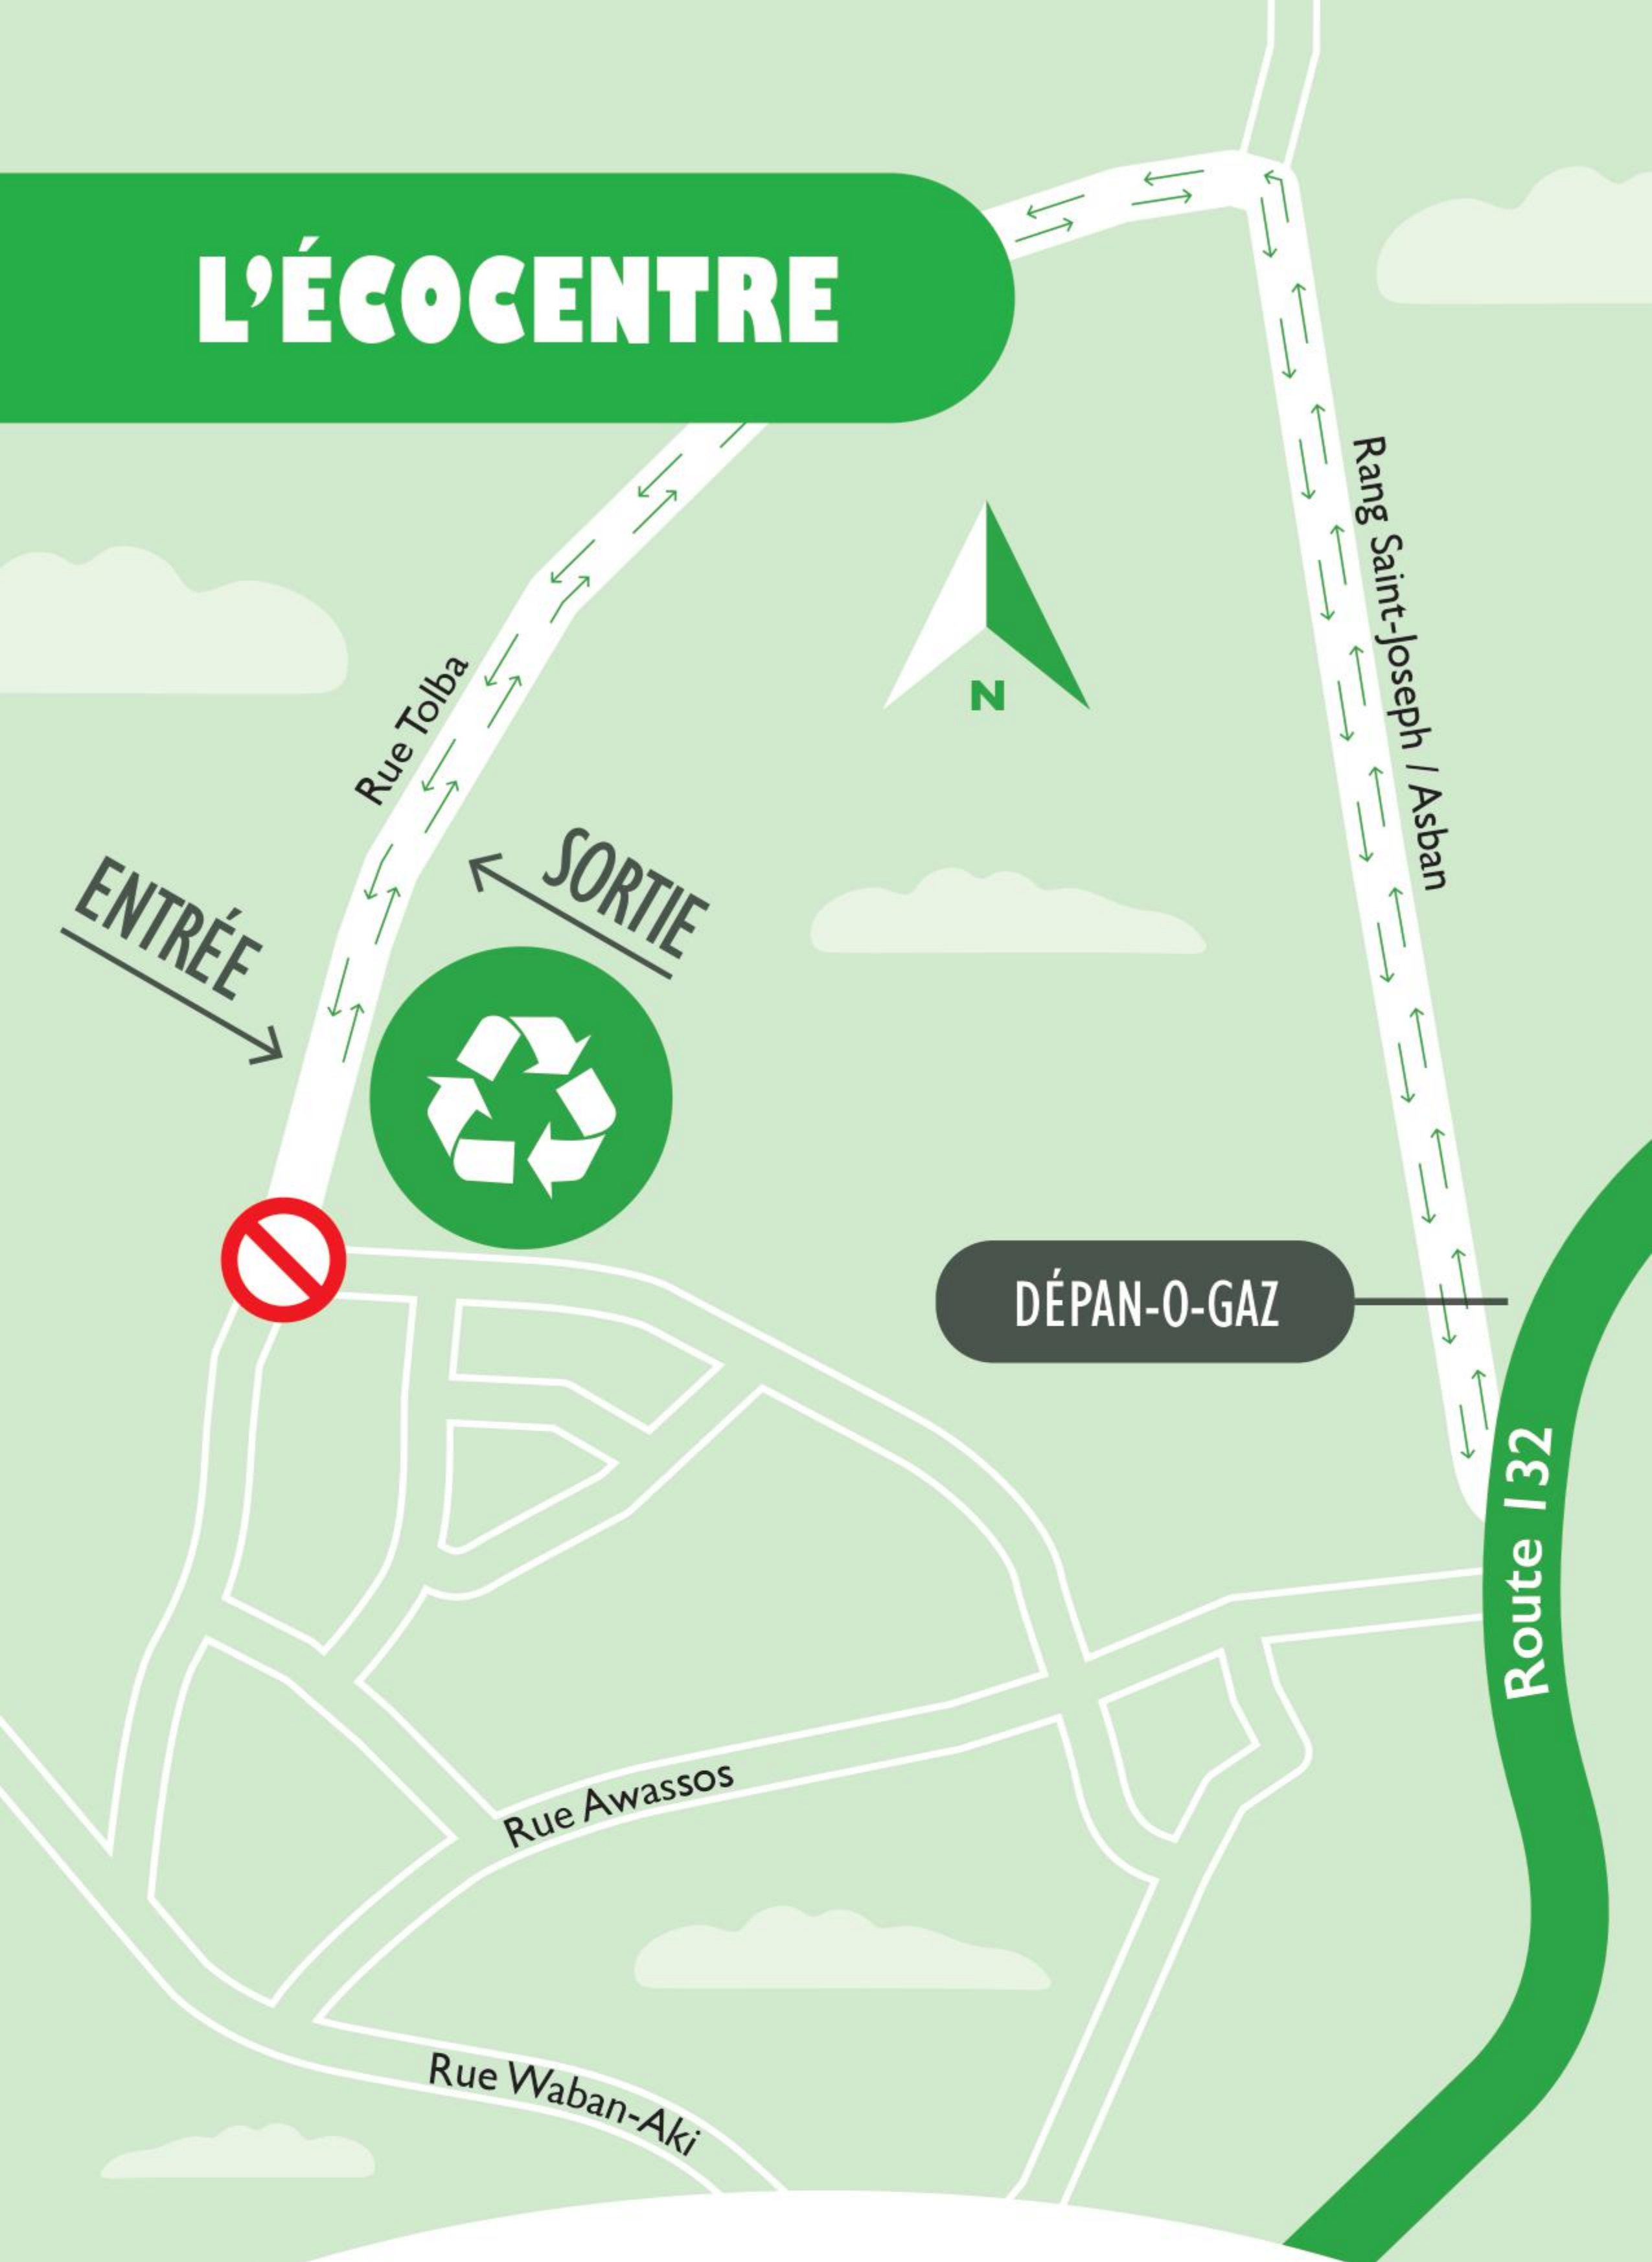 L'ÉCOCENTRE
Rang Saint-Joseph / Asban
N
Rue Tolba
SORTIE
ENTRÉE
DÉPAN-O-GAZ
Route 132
Rue Awassos
Rue Waban-Aki